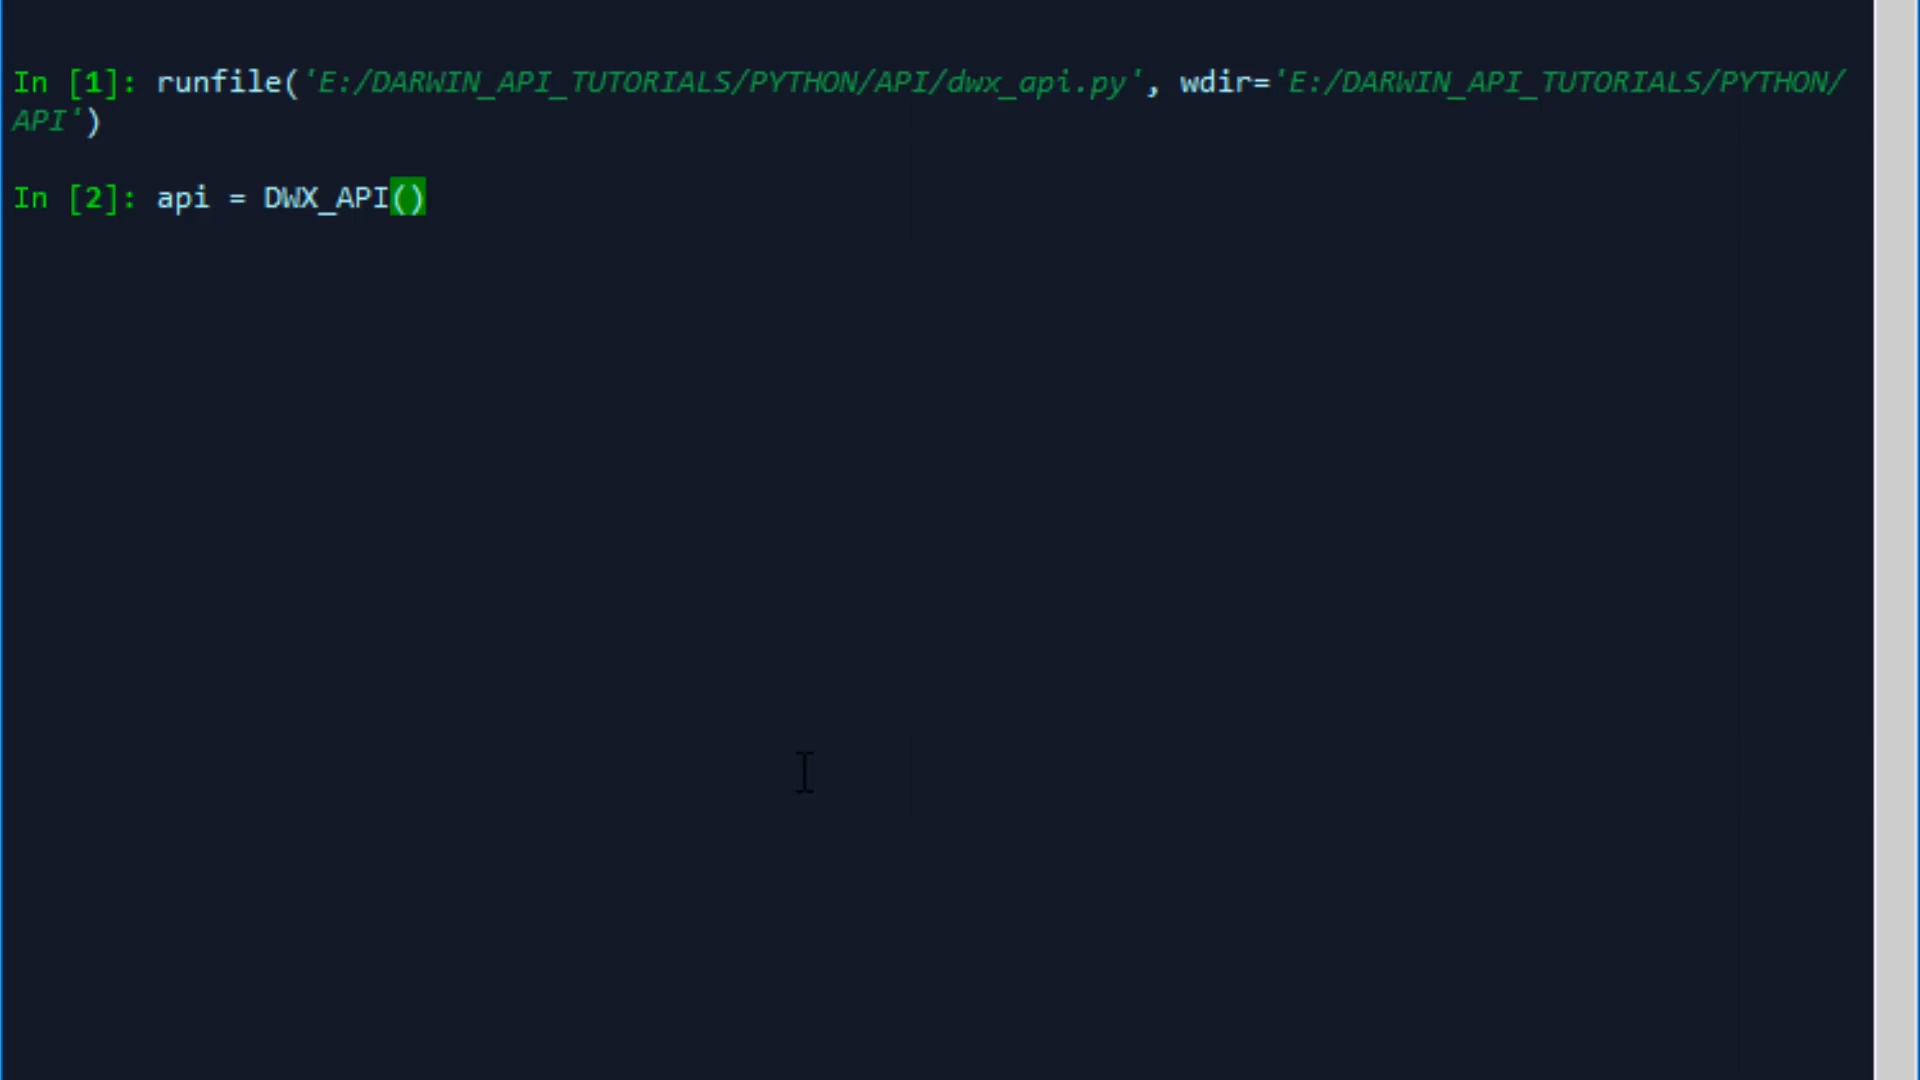 In [1]: runfile('E:/DARWIN_API_TUTORIALS/PYTHON/API/dwx_api.py', wdir='E:/DARWIN_API_TUTORIALS/PYTHON/
API')
In [2]: api = DWX_API()